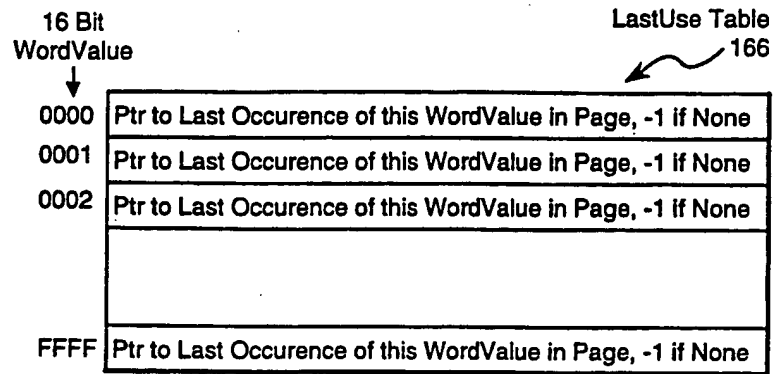 16 Bit
WordValue
LastUse Table
166
0000 Ptr to Last Occurence of this WordValue in Page, -1 if None
0001 Ptr to Last Occurence of this WordValue in Page, -1 if None
0002 Ptr to Last Occurence of this WordValue in Page, -1 if None
FFFF Ptr to Last Occurence of this WordValue in Page, -1 if None